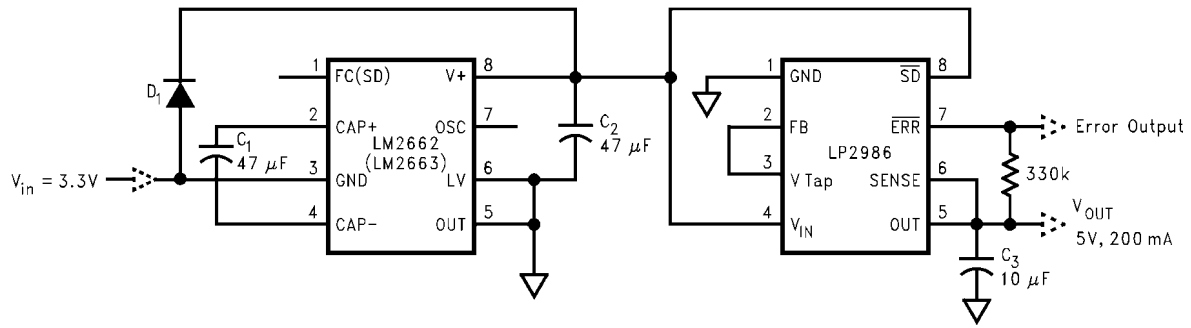 1
FC(SD)
V+
8
D1
2
CAP+
OSC
7
C1
47 μF
LM2662
(LM2663)
C2
47 μF
Vin = 3.3V
3
GND
LV
6
4
CAP-
OUT
5
1
GND
S̅D̅
8
2
FB
E̅R̅R̅
7
Error Output
LP2986
3
V Tap
SENSE
6
330k
4
VIN
OUT
5
VOUT
5V, 200 mA
C3
10 μF